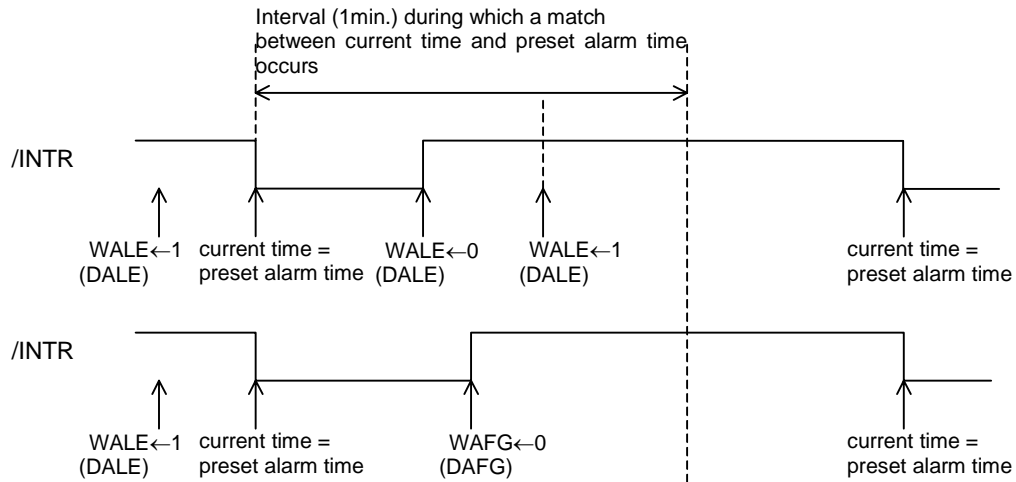 Interval (1min.) during which a match
between current time and preset alarm time
occurs
/INTR
WALE←1 current time = WALE←0 WALE←1 current time =
(DALE) preset alarm time (DALE) (DALE) preset alarm time
/INTR
WALE←1 current time = WAFG←0 current time =
(DALE) preset alarm time (DAFG) preset alarm time